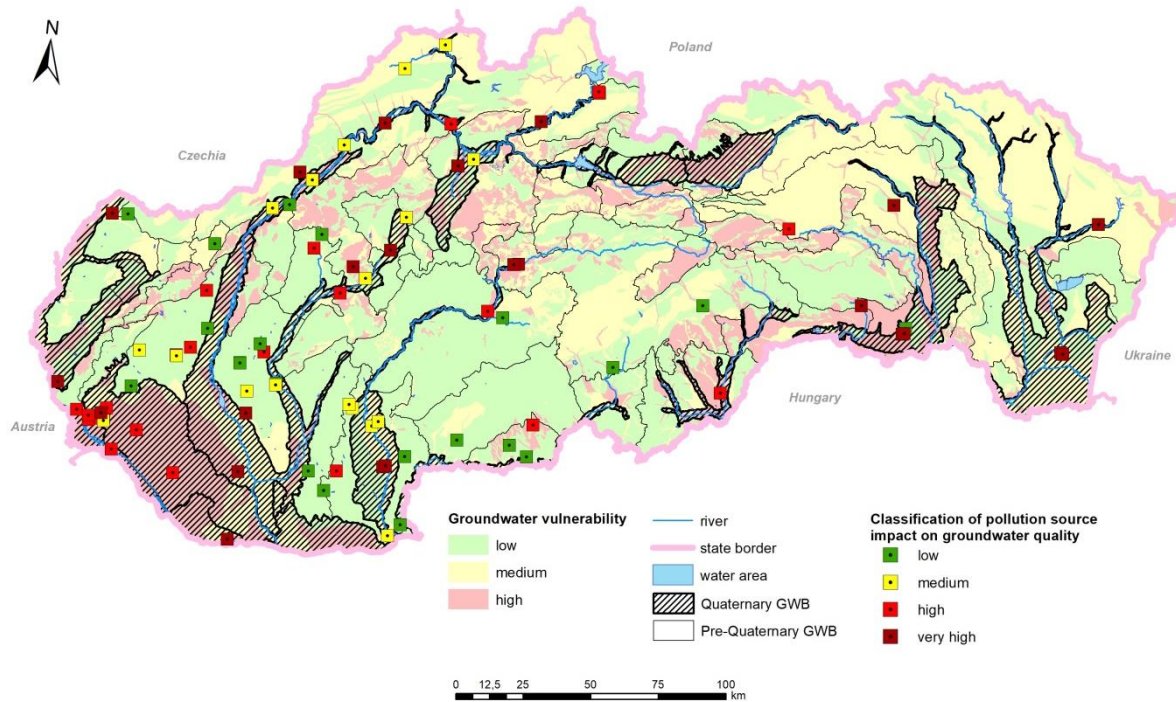 N
Poland
Czechia
Ukraine
Hungary
Austria
Groundwater vulnerability
low
medium
high
river
state border
water area
Quaternary GWB
Pre-Quaternary GWB
Classification of pollution source
impact on groundwater quality
low
medium
high
very high
0 12,5 25 50 75 100
km